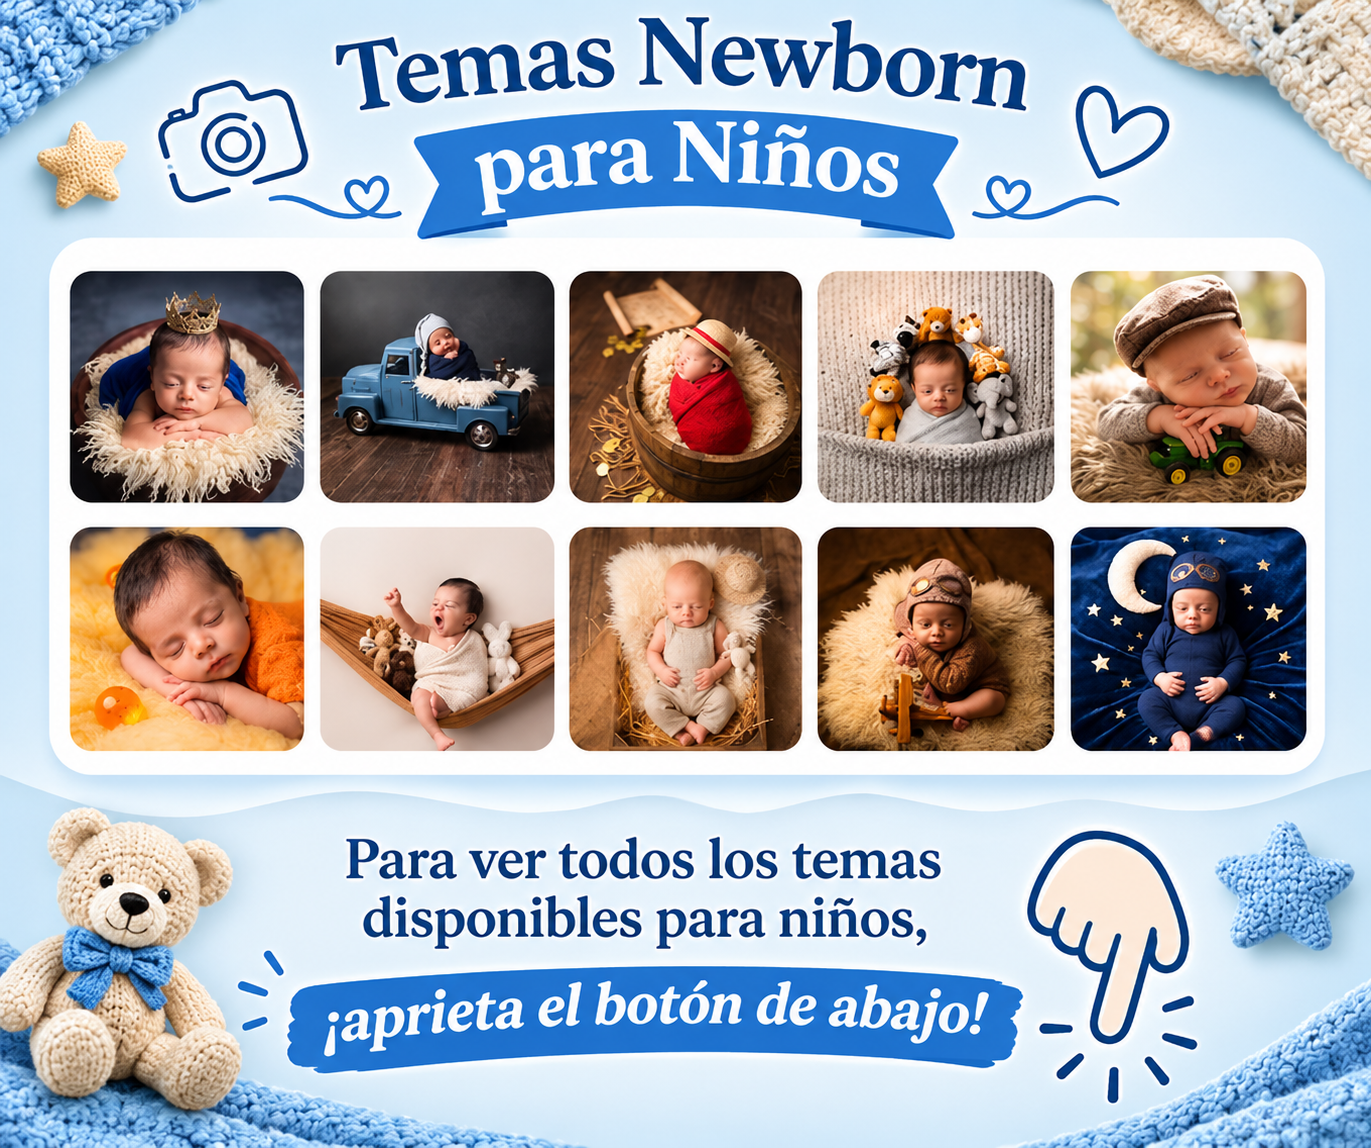 Temas Newborn
para Niños
Para ver todos los temas
disponibles para niños,
¡aprieta el botón de abajo!